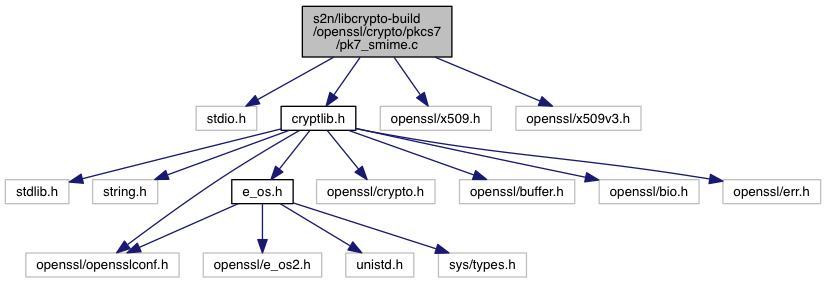 s2n/libcrypto-build
/openssl/crypto/pkcs7
/pk7_smime.c
stdio.h
cryptlib.h
openssl/x509.h
openssl/x509v3.h
stdlib.h
string.h
e_os.h
openssl/crypto.h
openssl/buffer.h
openssl/bio.h
openssl/err.h
openssl/opensslconf.h
openssl/e_os2.h
unistd.h
sys/types.h